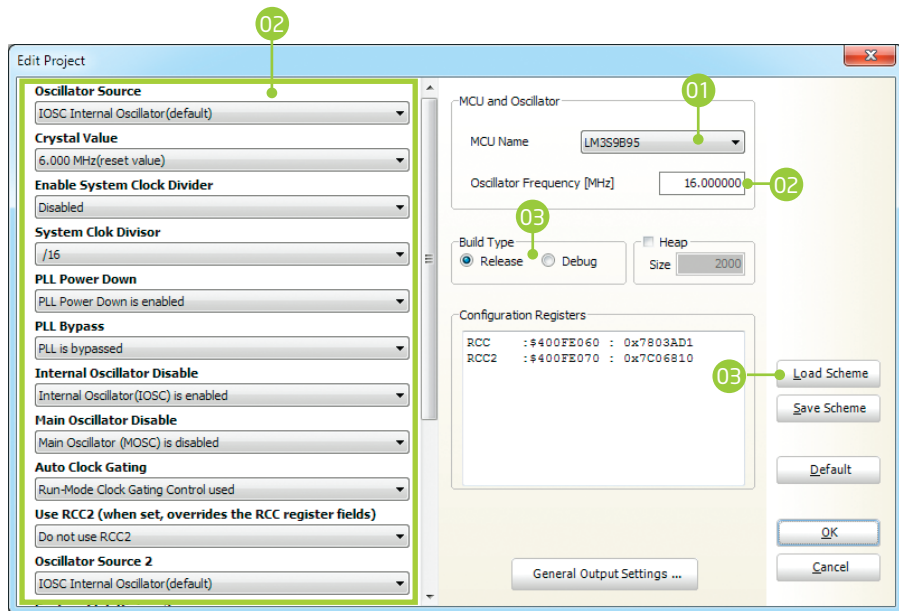 02
Edit Project
Oscillator Source
IOSC Internal Oscillator(default)
Crystal Value
6.000 MHz(reset value)
Enable System Clock Divider
Disabled
System Clok Divisor
/16
PLL Power Down
PLL Power Down is enabled
PLL Bypass
PLL is bypassed
Internal Oscillator Disable
Internal Oscillator(IOSC) is enabled
Main Oscillator Disable
Main Oscillator (MOSC) is disabled
Auto Clock Gating
Run-Mode Clock Gating Control used
Use RCC2 (when set, overrides the RCC register fields)
Do not use RCC2
Oscillator Source 2
IOSC Internal Oscillator(default)
MCU and Oscillator
01
MCU Name LM3S9B95
Oscillator Frequency [MHz] 16.000000 02
03
Build Type
Release Debug
Heap
Size 2000
Configuration Registers
RCC :$400FE060 : 0x7803AD1
RCC2 :$400FE070 : 0x7C06810
03
General Output Settings ...
Load Scheme
Save Scheme
Default
OK
Cancel